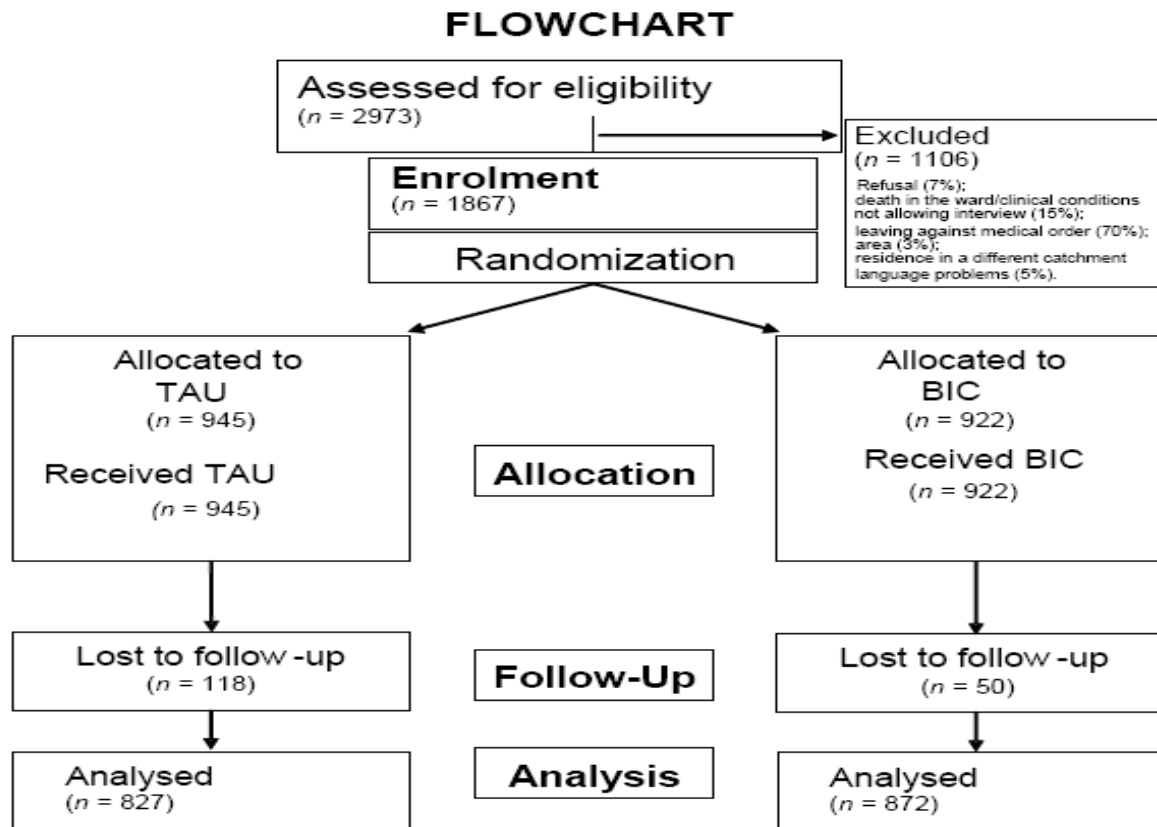 FLOWCHART
Assessed for eligibility
(n = 2973)
Excluded
(n = 1106)
Refusal (7%);
death in the ward/clinical conditions
not allowing interview (15%);
leaving against medical order (70%);
area (3%);
residence in a different catchment
language problems (5%).
Enrolment
(n = 1867)
Randomization
Allocated to
TAU
(n = 945)
Received TAU
(n = 945)
Allocation
Allocated to
BIC
(n = 922)
Received BIC
(n = 922)
Lost to follow -up
(n = 118)
Follow-Up
Lost to follow-up
(n = 50)
Analysed
(n = 827)
Analysis
Analysed
(n = 872)